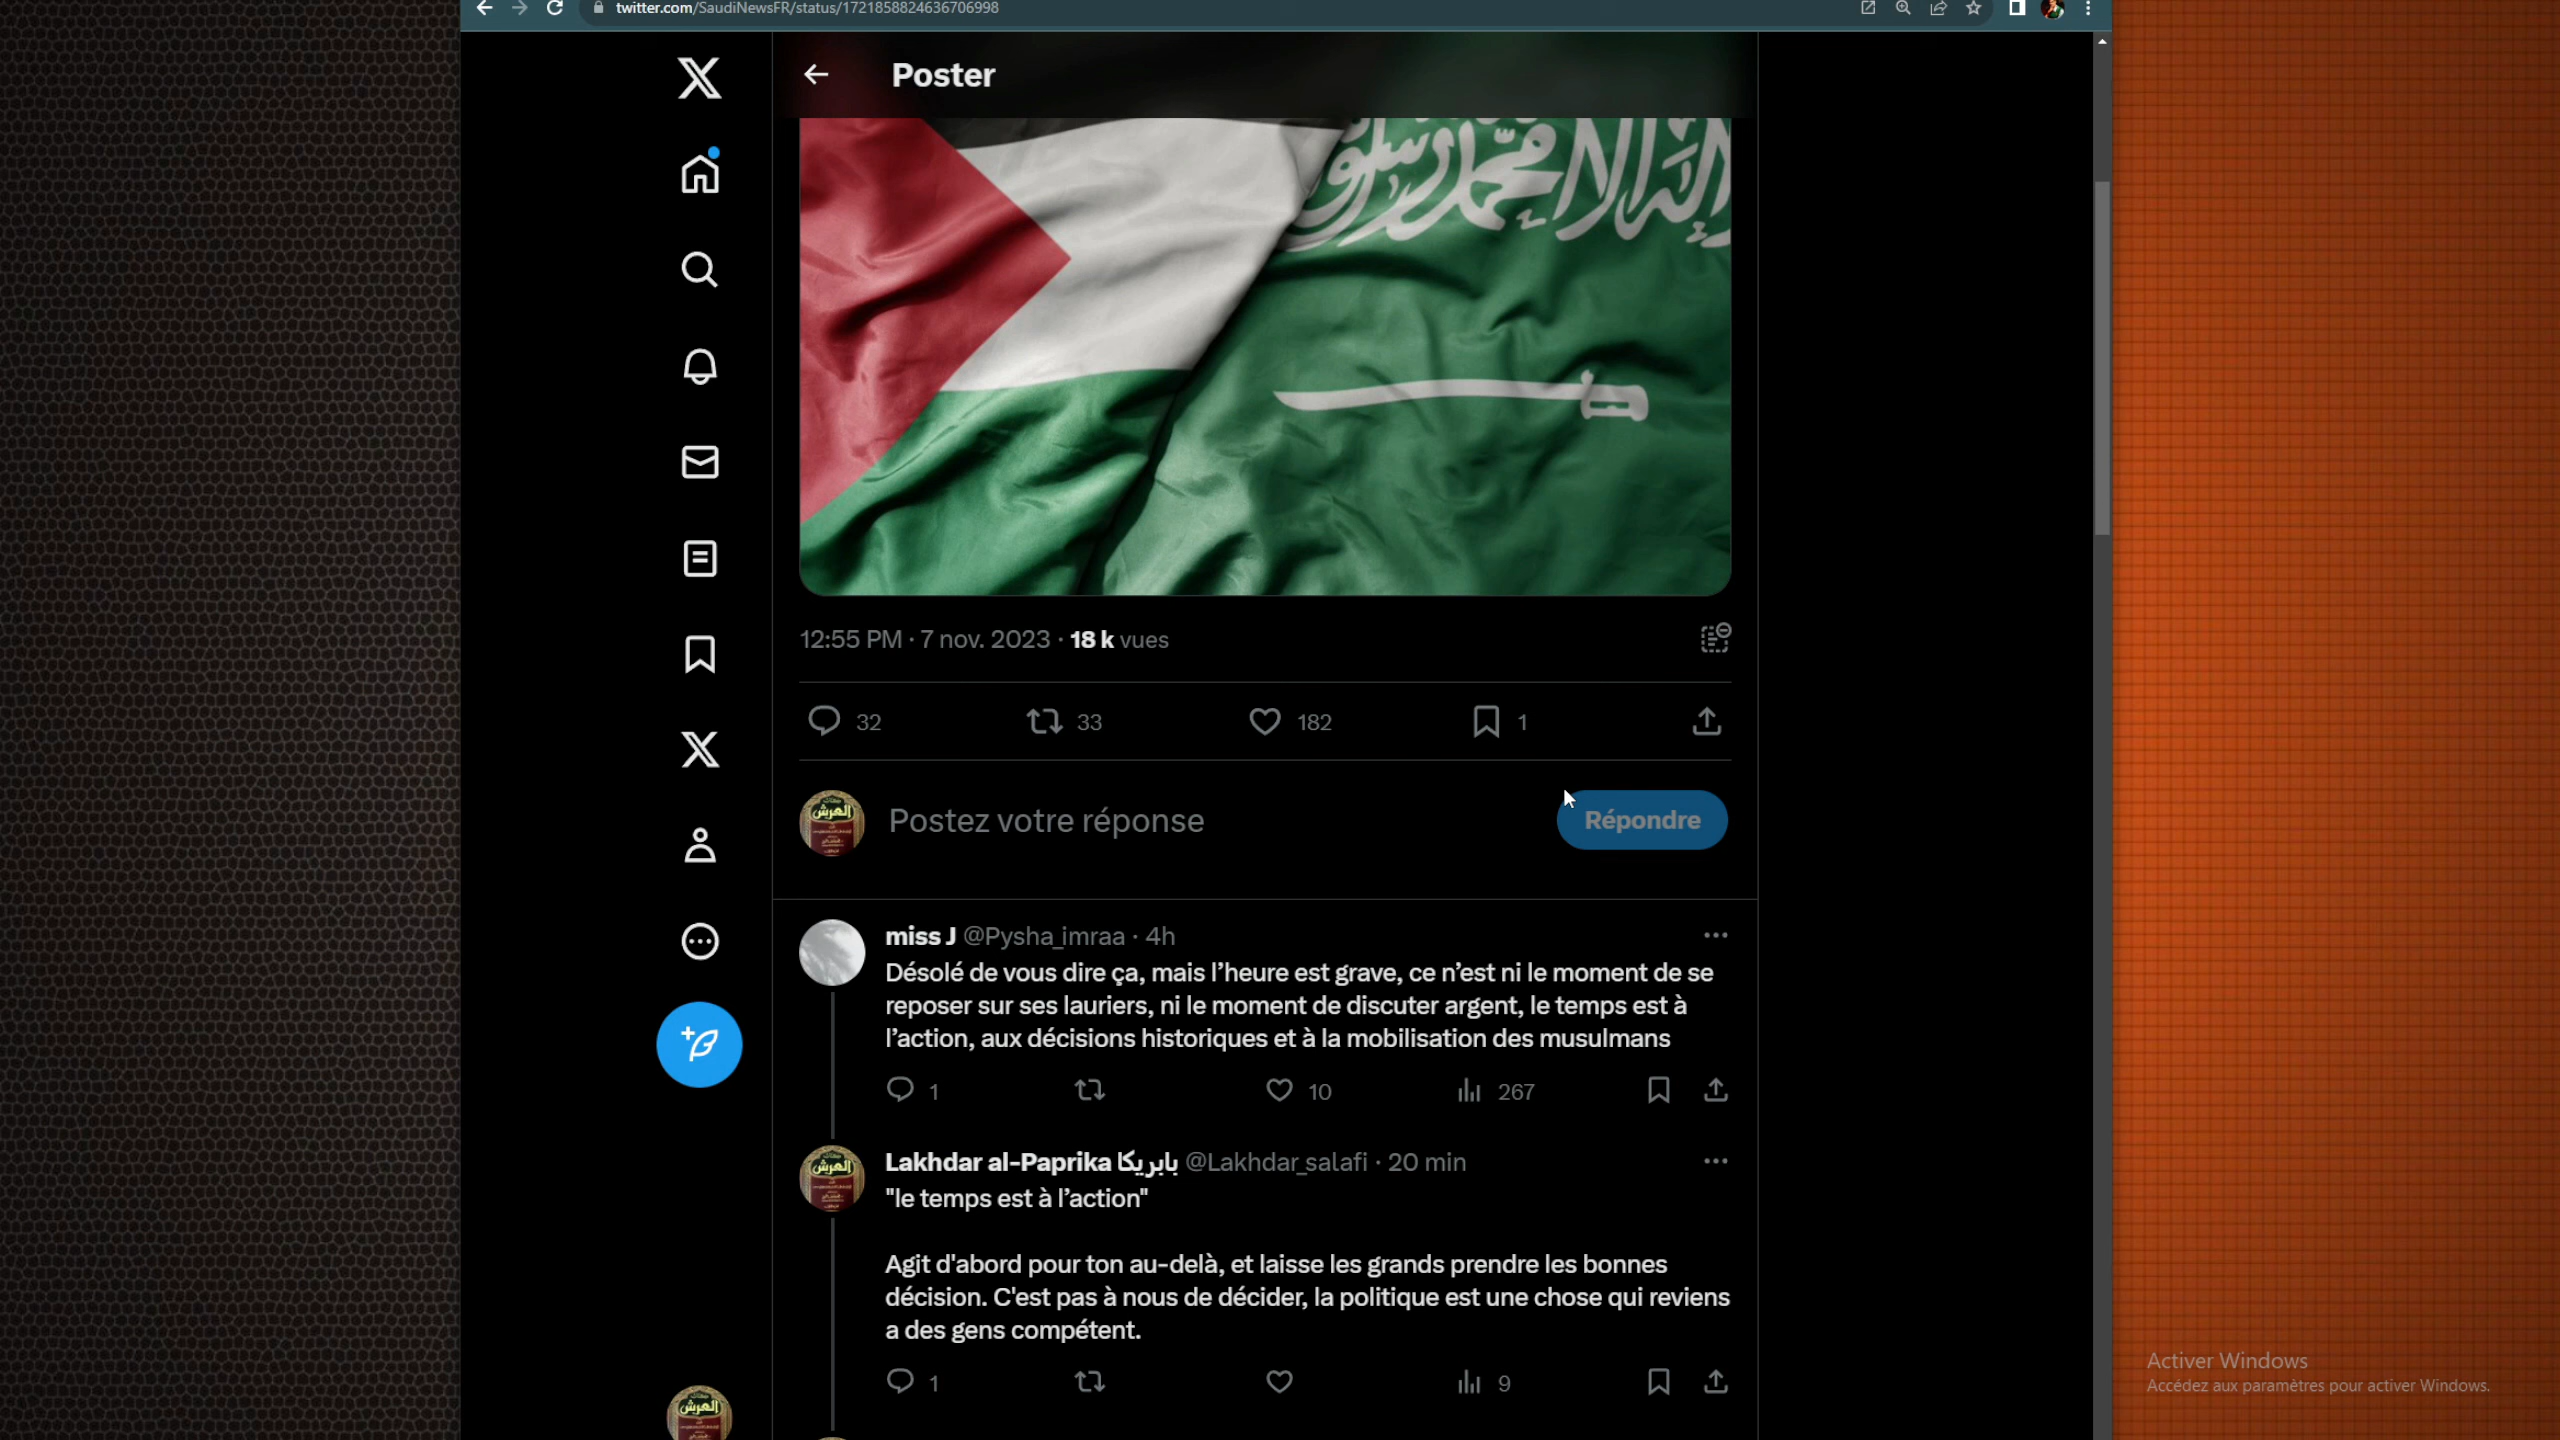 twitter.com/SaudiNewsFR/status/1721858824636706998
Poster
12:55 PM · 7 nov. 2023 · 18 k vues
32 33 182 1
العرش
Postez votre réponse
Répondre
miss J @Pysha_imraa · 4h
Désolé de vous dire ça, mais l’heure est grave, ce n’est ni le moment de se
reposer sur ses lauriers, ni le moment de discuter argent, le temps est à
l’action, aux décisions historiques et à la mobilisation des musulmans
1 10 267
العرش
Lakhdar al-Paprika بابريكا @Lakhdar_salafi · 20 min
"le temps est à l’action"
Agit d'abord pour ton au-delà, et laisse les grands prendre les bonnes
décision. C'est pas à nous de décider, la politique est une chose qui reviens
a des gens compétent.
1 9
العرش
Activer Windows
Accédez aux paramètres pour activer Windows.